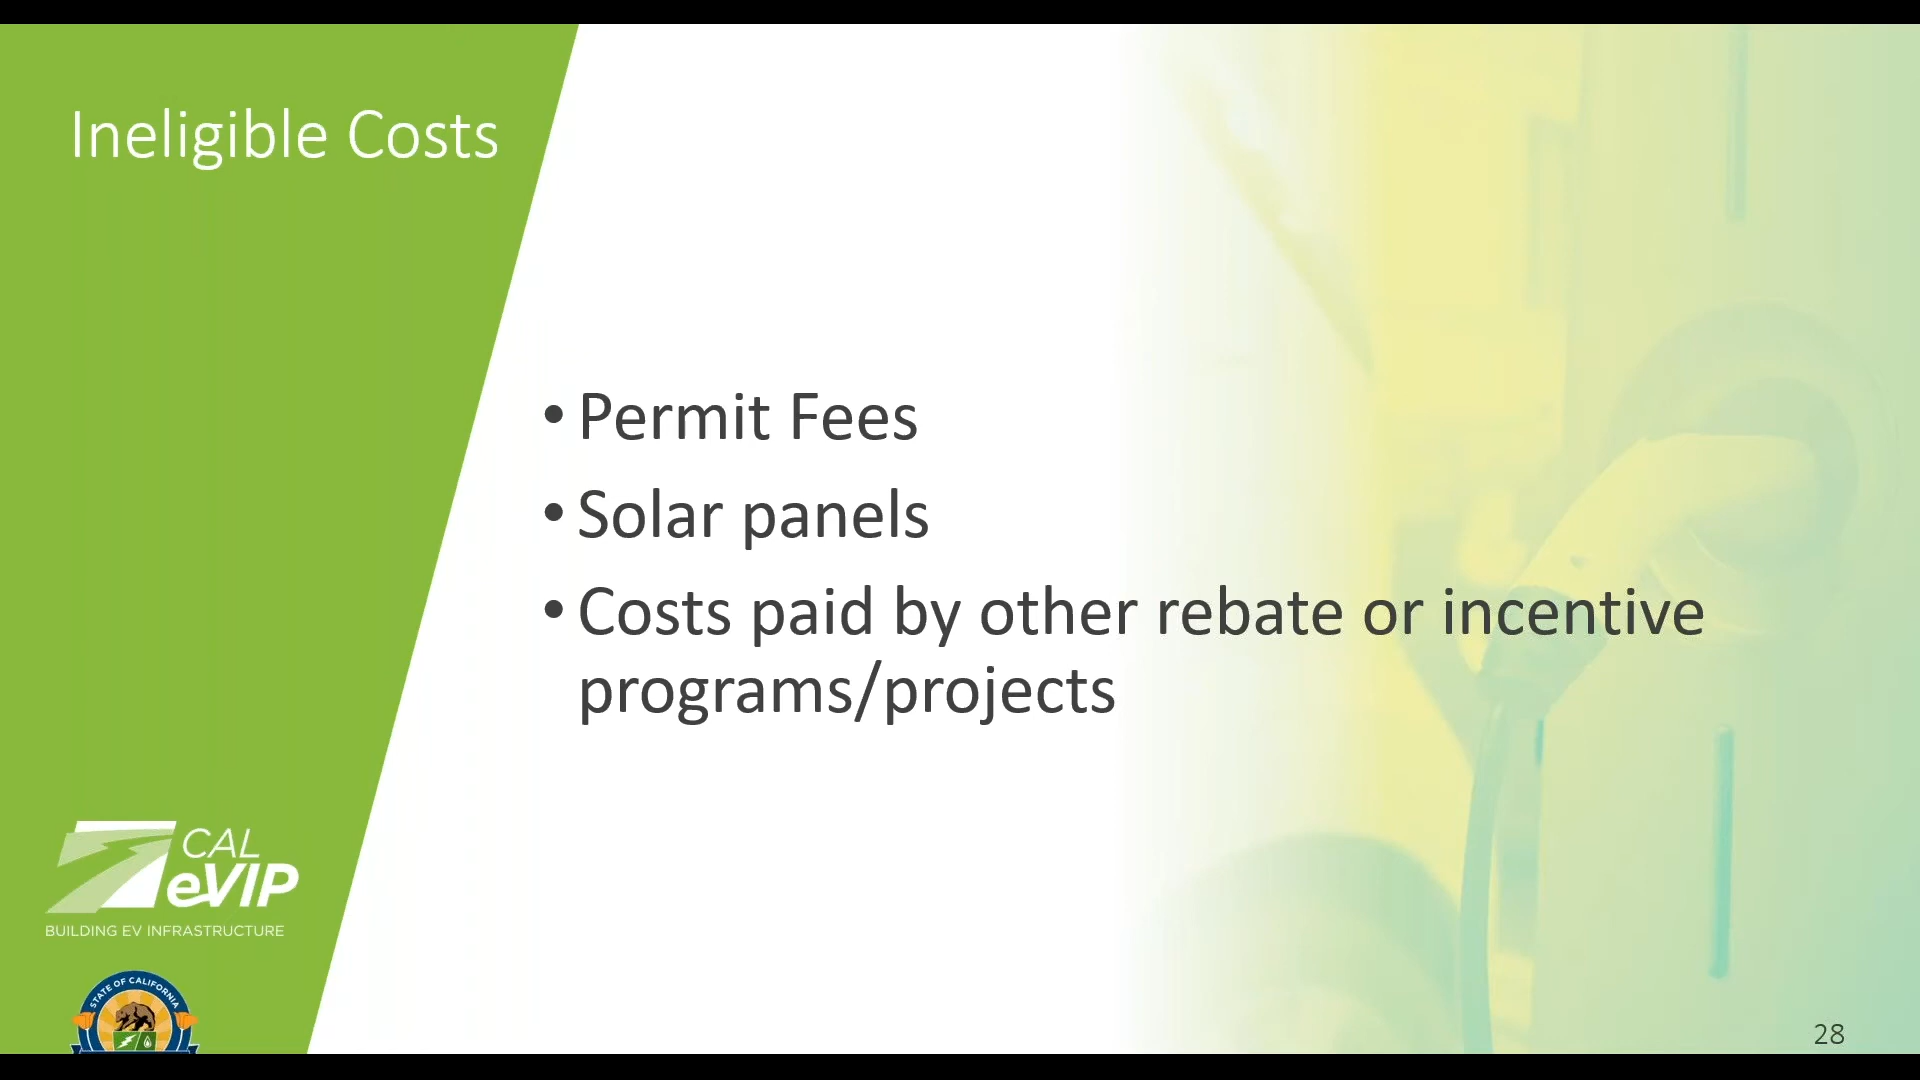 Ineligible Costs
• Permit Fees
• Solar panels
• Costs paid by other rebate or incentive
programs/projects
CAL
eVIP
BUILDING EV INFRASTRUCTURE
STATE OF CALIFORNIA
28